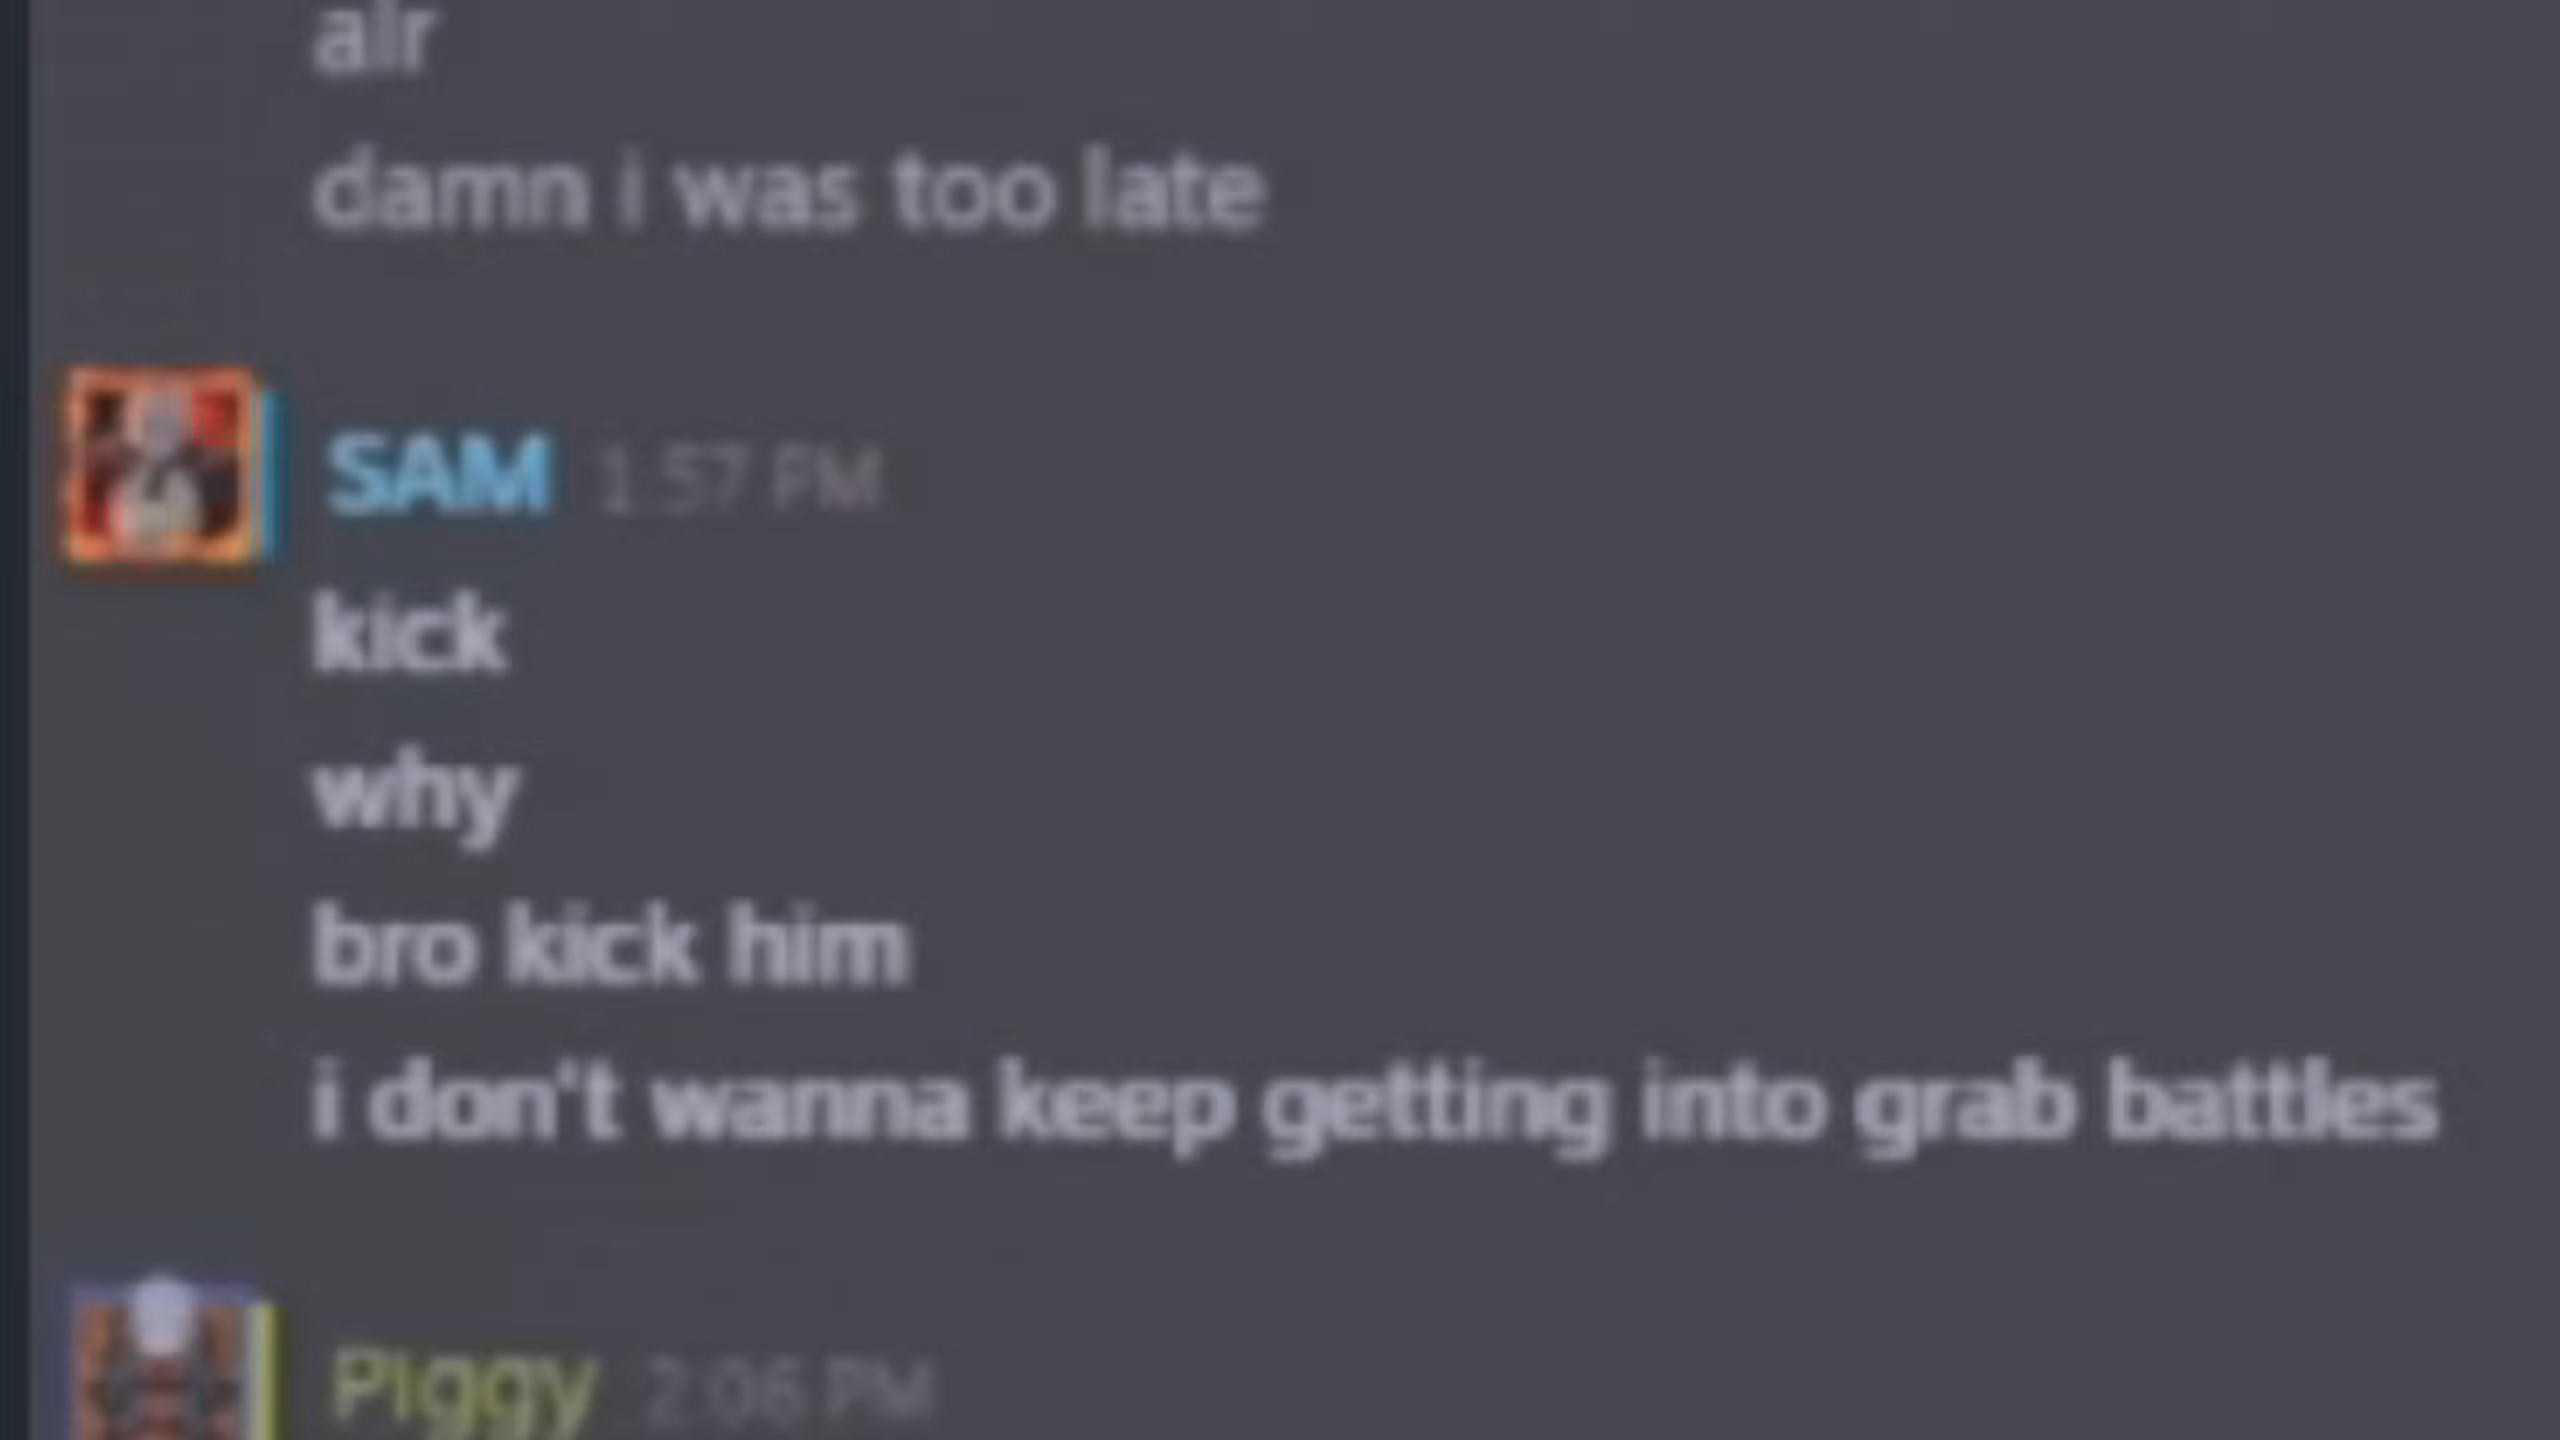 alr
damn i was too late
SAM 1:57 PM
kick
why
bro kick him
i don't wanna keep getting into grab battles
Piggy 2:06 PM